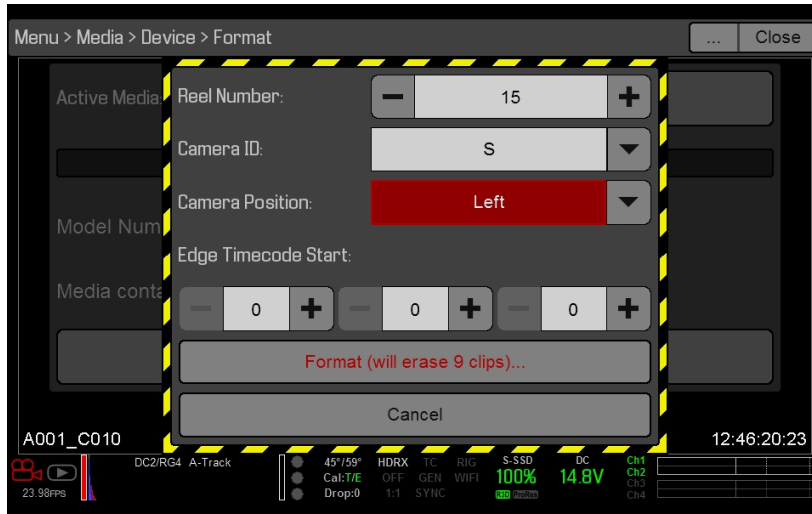 Menu > Media > Device > Format
...
Close
Active Media:
Reel Number:
15
Camera ID:
S
Camera Position:
Left
Model Num
Edge Timecode Start:
Media conta
0
0
0
Format (will erase 9 clips)...
Cancel
A001_C010
12:46:20:23
DC2/RG4 A-Track
45°/59° HDRX TC RIG S-SSD DC Ch1
Cal:T/E OFF GEN WIFI 100% 14.8V Ch2
Drop:0 1:1 SYNC Ch3
23.98FPS
R3D ProRes
Ch4